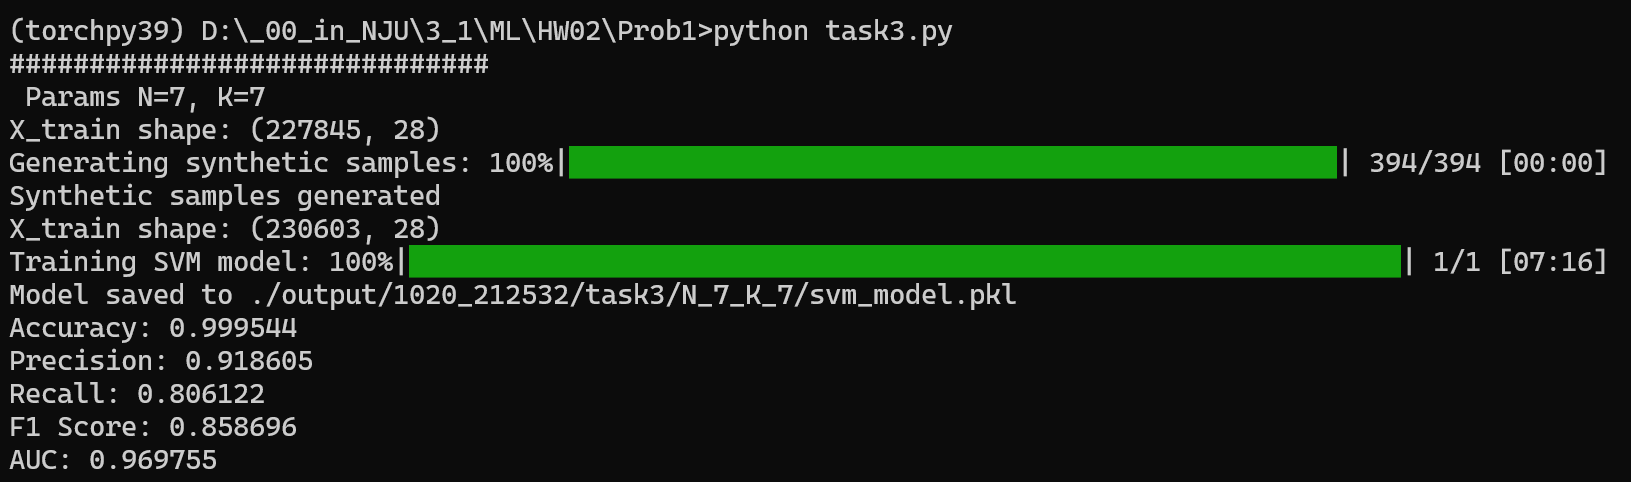 (torchpy39) D:\_00_in_NJU\3_1\ML\HW02\Prob1>python task3.py
##############################
 Params N=7, K=7
X_train shape: (227845, 28)
Generating synthetic samples: 100%|| 394/394 [00:00]
Synthetic samples generated
X_train shape: (230603, 28)
Training SVM model: 100%|| 1/1 [07:16]
Model saved to ./output/1020_212532/task3/N_7_K_7/svm_model.pkl
Accuracy: 0.999544
Precision: 0.918605
Recall: 0.806122
F1 Score: 0.858696
AUC: 0.969755